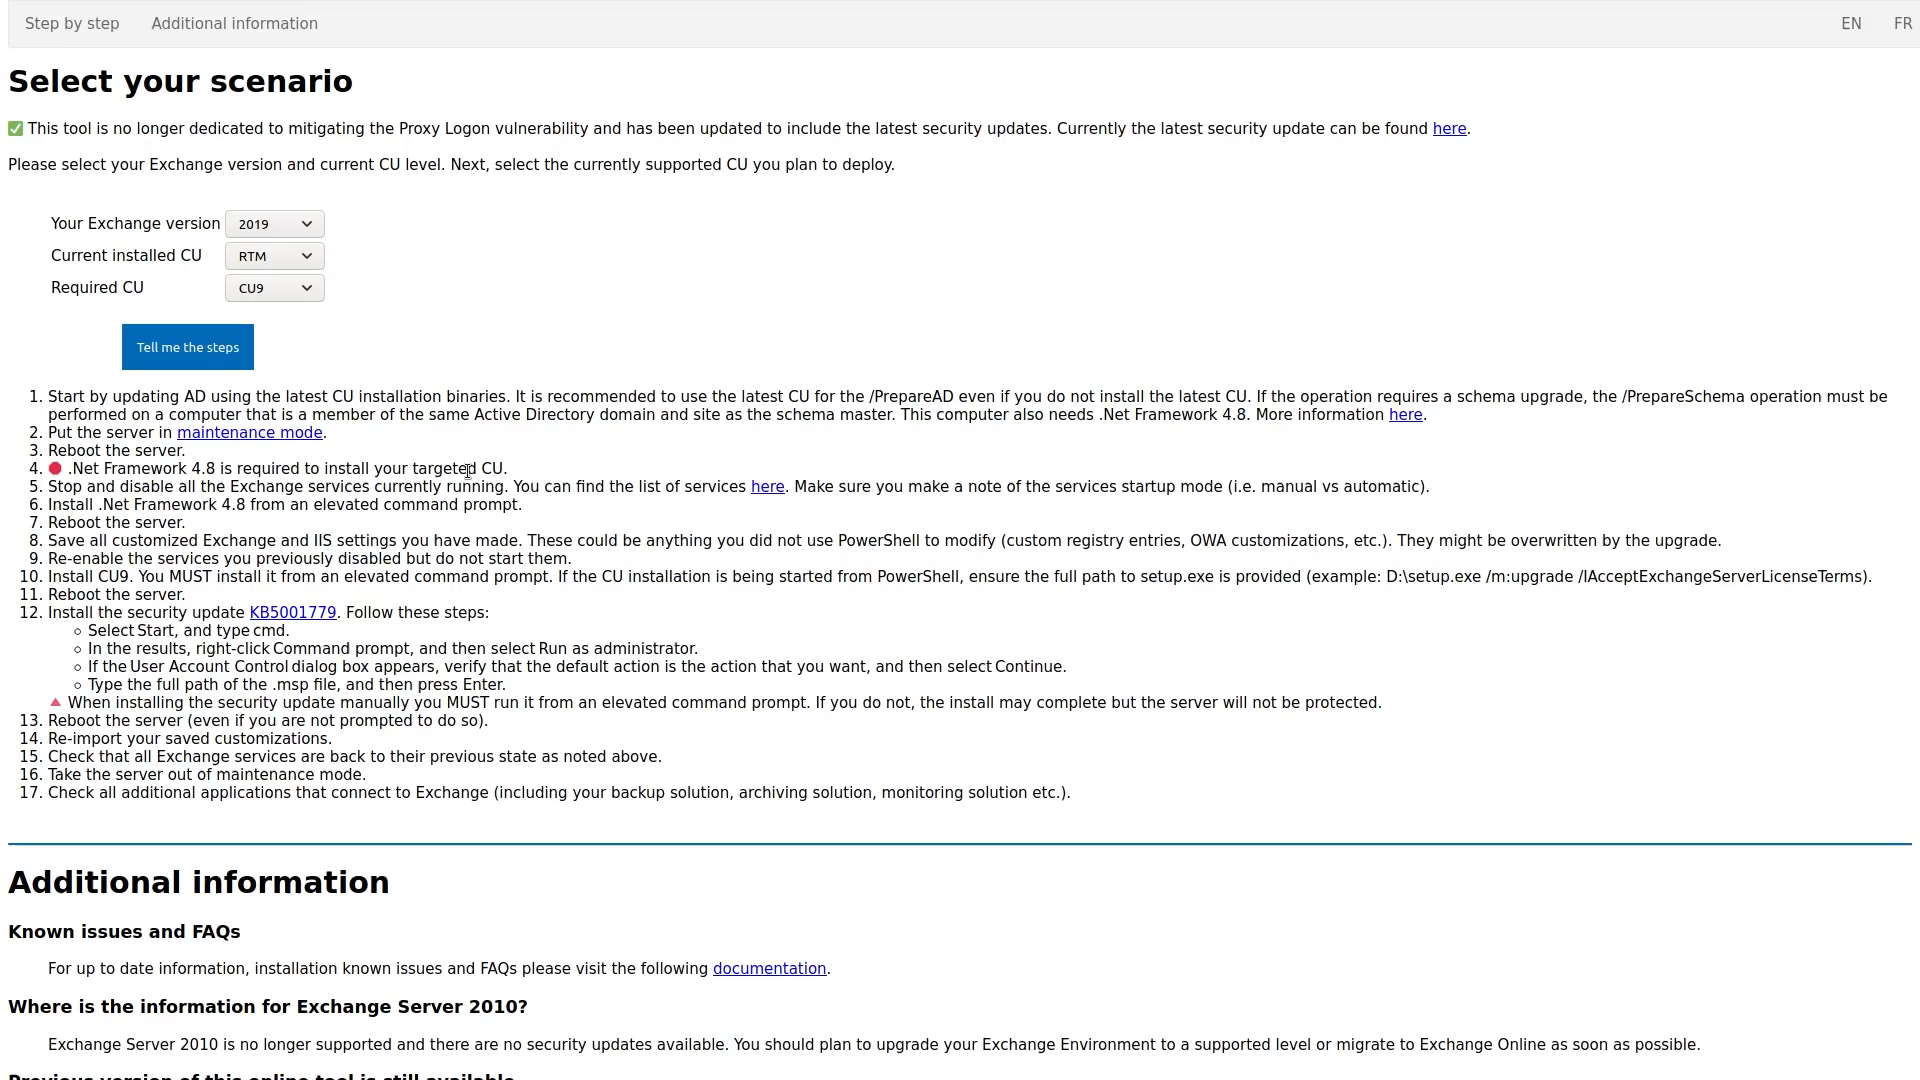 Step by step Additional information EN FR
Select your scenario
✅ This tool is no longer dedicated to mitigating the Proxy Logon vulnerability and has been updated to include the latest security updates. Currently the latest security update can be found here.
Please select your Exchange version and current CU level. Next, select the currently supported CU you plan to deploy.
Your Exchange version 2019
Current installed CU RTM
Required CU CU9
Tell me the steps
1. Start by updating AD using the latest CU installation binaries. It is recommended to use the latest CU for the /PrepareAD even if you do not install the latest CU. If the operation requires a schema upgrade, the /PrepareSchema operation must be
performed on a computer that is a member of the same Active Directory domain and site as the schema master. This computer also needs .Net Framework 4.8. More information here.
2. Put the server in maintenance mode.
3. Reboot the server.
4. 🛑 .Net Framework 4.8 is required to install your targeted CU.
5. Stop and disable all the Exchange services currently running. You can find the list of services here. Make sure you make a note of the services startup mode (i.e. manual vs automatic).
6. Install .Net Framework 4.8 from an elevated command prompt.
7. Reboot the server.
8. Save all customized Exchange and IIS settings you have made. These could be anything you did not use PowerShell to modify (custom registry entries, OWA customizations, etc.). They might be overwritten by the upgrade.
9. Re-enable the services you previously disabled but do not start them.
10. Install CU9. You MUST install it from an elevated command prompt. If the CU installation is being started from PowerShell, ensure the full path to setup.exe is provided (example: D:\setup.exe /m:upgrade /IAcceptExchangeServerLicenseTerms).
11. Reboot the server.
12. Install the security update KB5001779. Follow these steps:
◦ Select Start, and type cmd.
◦ In the results, right-click Command prompt, and then select Run as administrator.
◦ If the User Account Control dialog box appears, verify that the default action is the action that you want, and then select Continue.
◦ Type the full path of the .msp file, and then press Enter.
🔺 When installing the security update manually you MUST run it from an elevated command prompt. If you do not, the install may complete but the server will not be protected.
13. Reboot the server (even if you are not prompted to do so).
14. Re-import your saved customizations.
15. Check that all Exchange services are back to their previous state as noted above.
16. Take the server out of maintenance mode.
17. Check all additional applications that connect to Exchange (including your backup solution, archiving solution, monitoring solution etc.).
Additional information
Known issues and FAQs
For up to date information, installation known issues and FAQs please visit the following documentation.
Where is the information for Exchange Server 2010?
Exchange Server 2010 is no longer supported and there are no security updates available. You should plan to upgrade your Exchange Environment to a supported level or migrate to Exchange Online as soon as possible.
Previous version of this online tool is still available